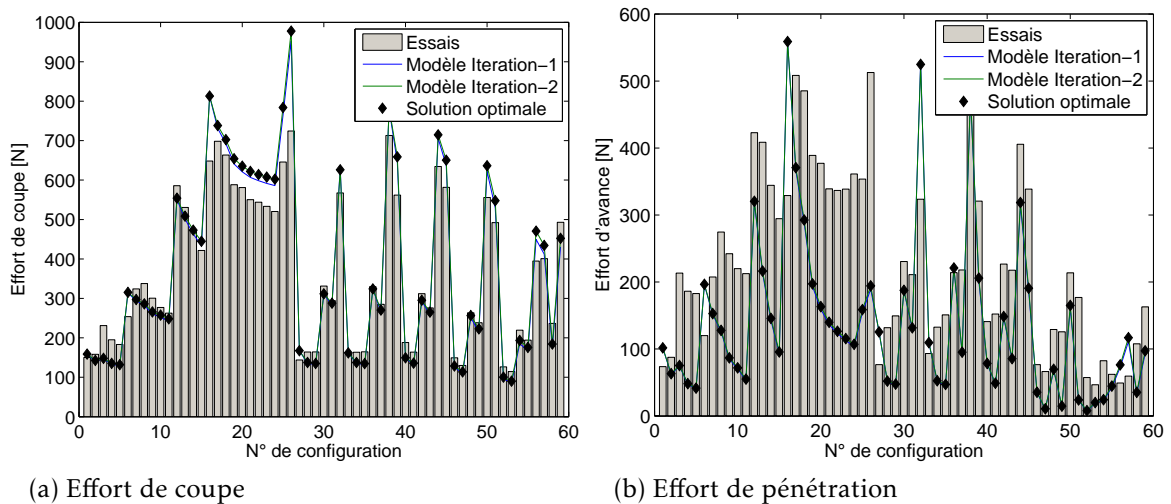 1000
900
800
700
600
500
400
300
200
100
0
Effort de coupe [N]
0 10 20 30 40 50 60
N° de configuration
Essais
Modèle Iteration−1
Modèle Iteration−2
Solution optimale
(a) Effort de coupe
600
500
400
300
200
100
0
Effort d'avance [N]
0 10 20 30 40 50 60
N° de configuration
Essais
Modèle Iteration−1
Modèle Iteration−2
Solution optimale
(b) Effort de pénétration